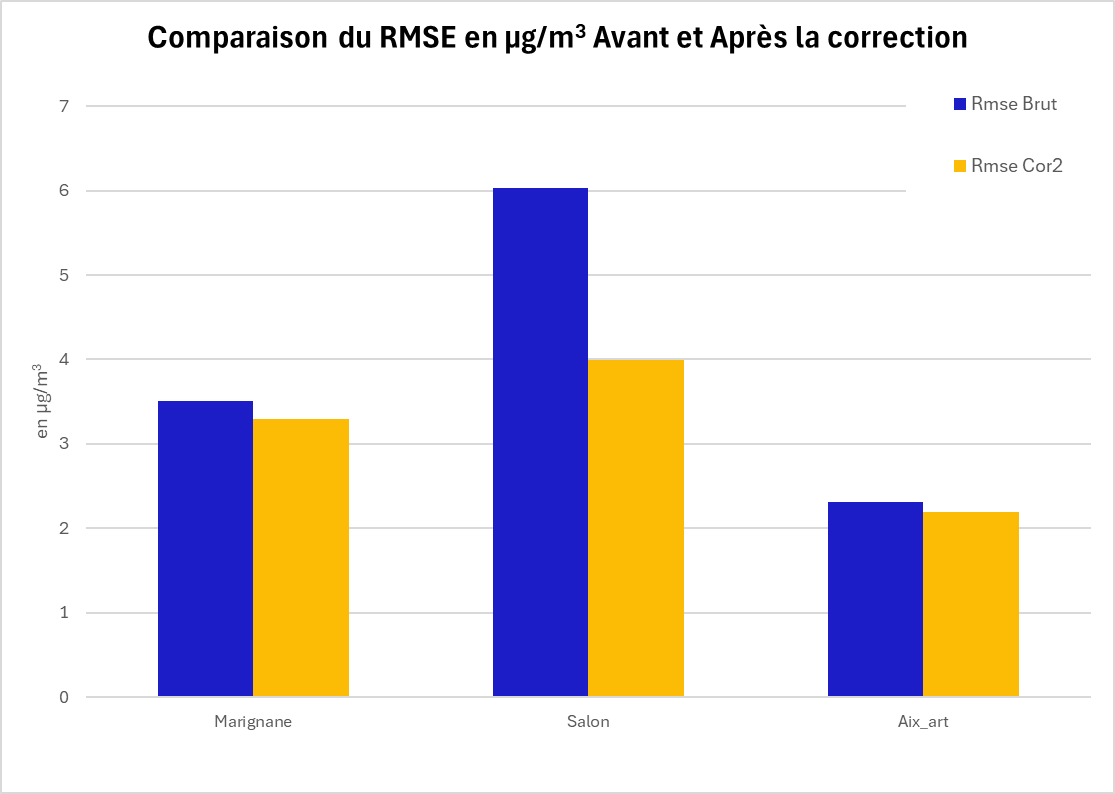 Comparaison du RMSE en µg/m³ Avant et Après la correction
Rmse Brut
Rmse Cor2
7
6
5
4
3
2
1
0
en µg/m³
Marignane
Salon
Aix_art